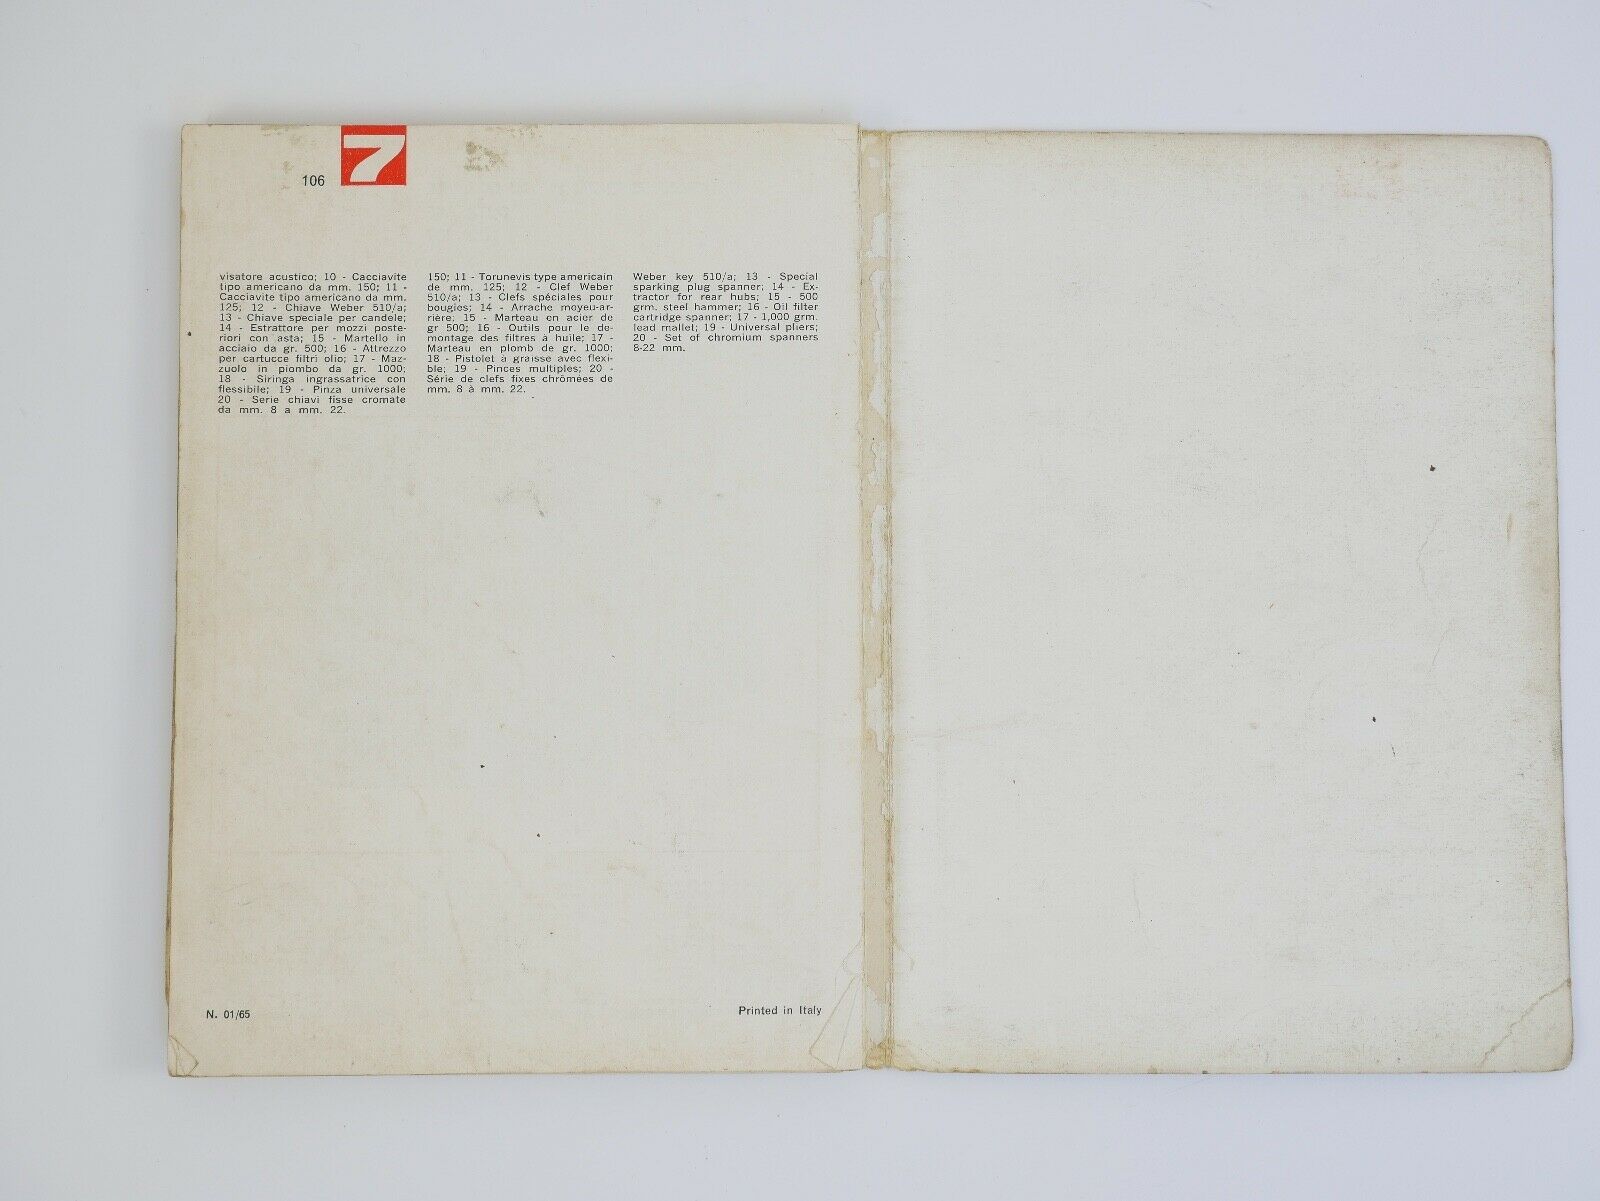 106
7
visatore acustico; 10 - Cacciavite
tipo americano da mm. 150; 11 -
Cacciavite tipo americano da mm.
125; 12 - Chiave Weber 510/a;
13 - Chiave speciale per candele;
14 - Estrattore per mozzi poste-
riori con asta; 15 - Martello in
acciaio da gr. 500; 16 - Attrezzo
per cartucce filtri olio; 17 - Maz-
zuolo in piombo da gr. 1000;
18 - Siringa ingrassatrice con
flessibile; 19 - Pinza universale
20 - Serie chiavi fisse cromate
da mm. 8 a mm. 22.
150; 11 - Torunevis type americain
de mm. 125; 12 - Clef Weber
510/a; 13 - Clefs spéciales pour
bougies; 14 - Arrache moyeu-ar-
rière; 15 - Marteau en acier de
gr 500; 16 - Outils pour le de-
montage des filtres à huile; 17 -
Marteau en plomb de gr. 1000;
18 - Pistolet à graisse avec flexi-
ble; 19 - Pinces multiples; 20 -
Série de clefs fixes chrômées de
mm. 8 à mm. 22.
Weber key 510/a; 13 - Special
sparking plug spanner; 14 - Ex-
tractor for rear hubs; 15 - 500
grm. steel hammer; 16 - Oil filter
cartridge spanner; 17 - 1,000 grm.
lead mallet; 19 - Universal pliers;
20 - Set of chromium spanners
8-22 mm.
N. 01/65
Printed in Italy